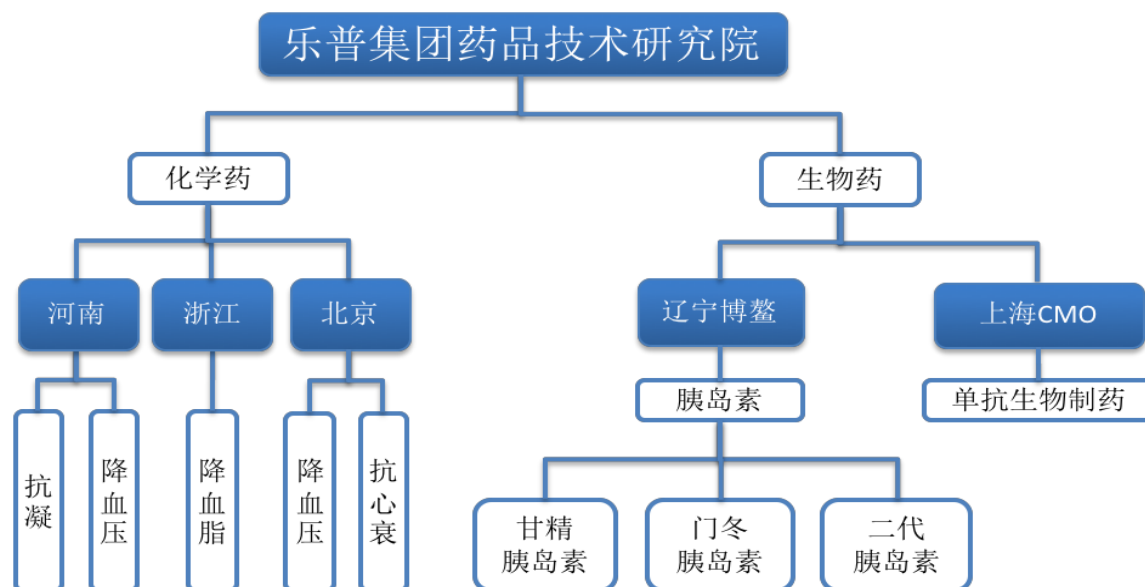 乐普集团药品技术研究院
化学药
生物药
河南
浙江
北京
辽宁博鳌
上海CMO
胰岛素
单抗生物制药
抗凝
降血压
降血脂
降血压
抗心衰
甘精
胰岛素
门冬
胰岛素
二代
胰岛素